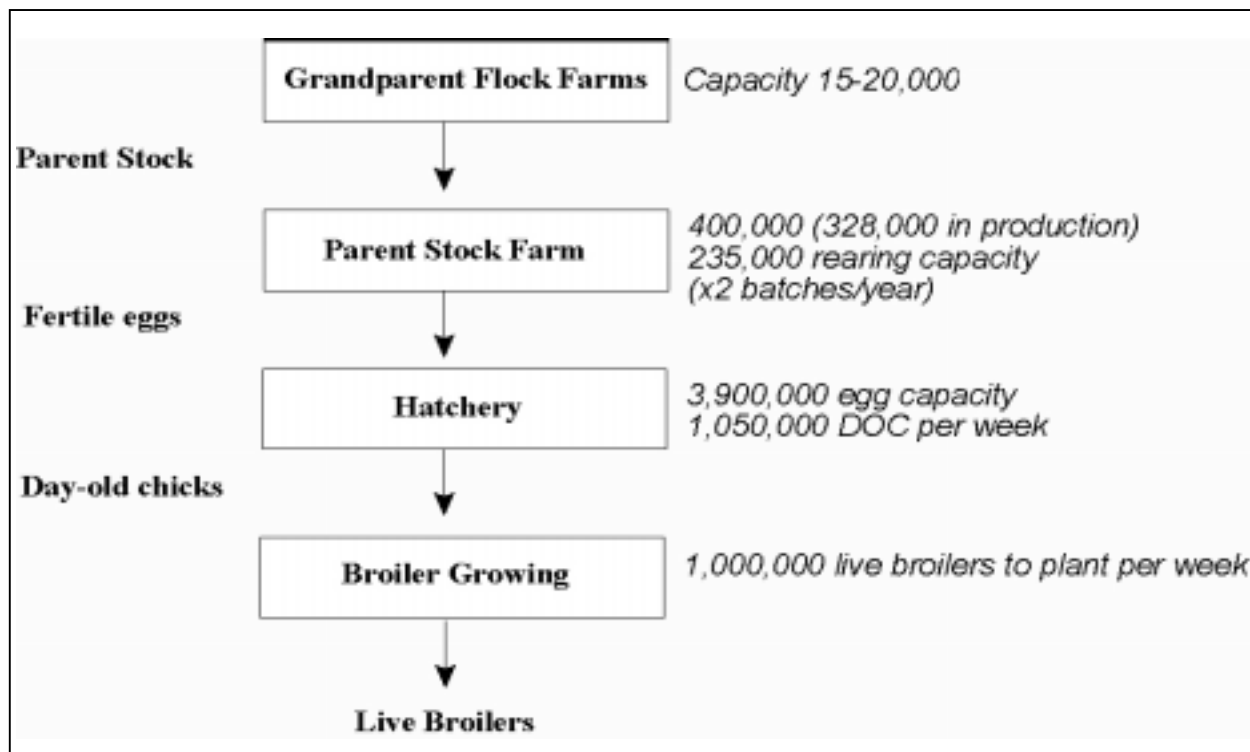 Grandparent Flock Farms
Capacity 15-20,000
Parent Stock
Parent Stock Farm
400,000 (328,000 in production)
235,000 rearing capacity
(x2 batches/year)
Fertile eggs
Hatchery
3,900,000 egg capacity
1,050,000 DOC per week
Day-old chicks
Broiler Growing
1,000,000 live broilers to plant per week
Live Broilers